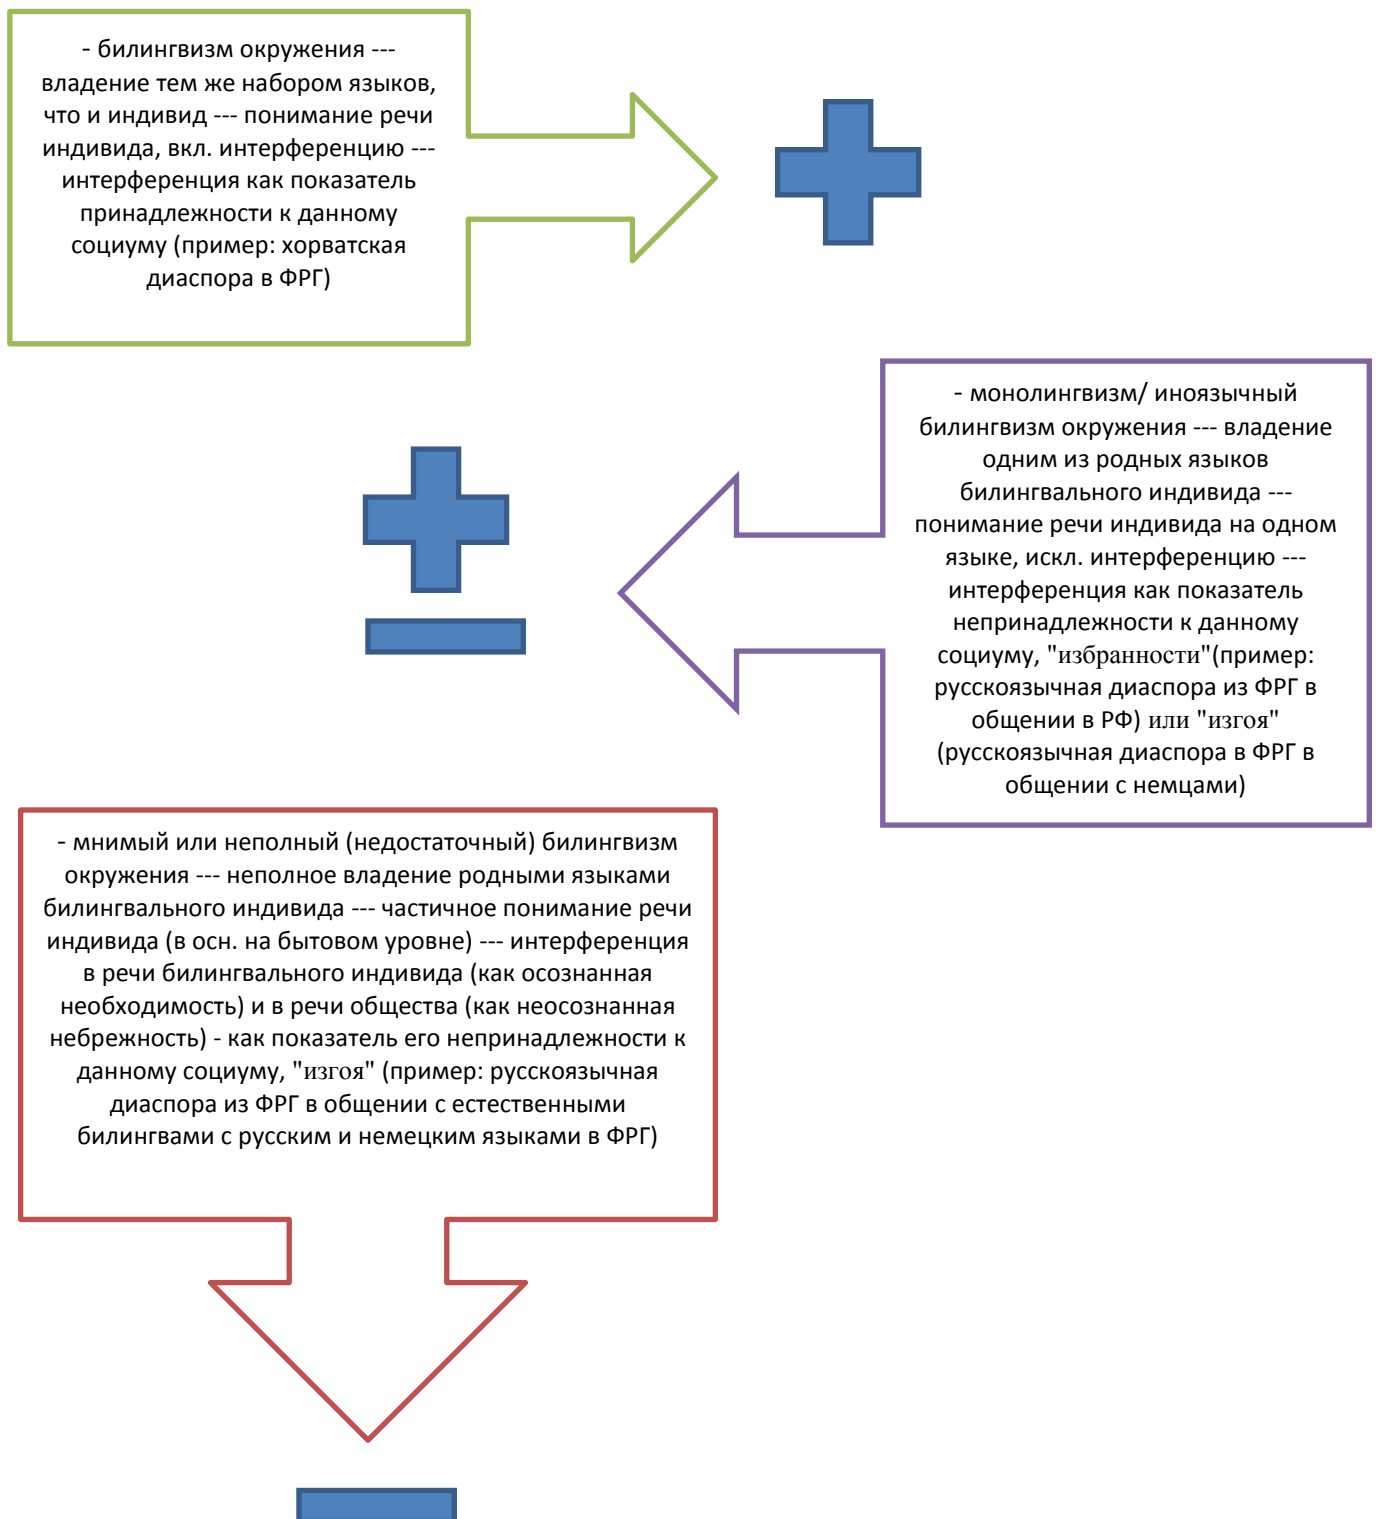 - билингвизм окружения ---
владение тем же набором языков,
что и индивид --- понимание речи
индивида, вкл. интерференцию ---
интерференция как показатель
принадлежности к данному
социуму (пример: хорватская
диаспора в ФРГ)
- монолингвизм/ иноязычный
билингвизм окружения --- владение
одним из родных языков
билингвального индивида ---
понимание речи индивида на одном
языке, искл. интерференцию ---
интерференция как показатель
непринадлежности к данному
социуму, "избранности"(пример:
русскоязычная диаспора из ФРГ в
общении в РФ) или "изгоя"
(русскоязычная диаспора в ФРГ в
общении с немцами)
- мнимый или неполный (недостаточный) билингвизм
окружения --- неполное владение родными языками
билингвального индивида --- частичное понимание речи
индивида (в осн. на бытовом уровне) --- интерференция
в речи билингвального индивида (как осознанная
необходимость) и в речи общества (как неосознанная
небрежность) - как показатель его непринадлежности к
данному социуму, "изгоя" (пример: русскоязычная
диаспора из ФРГ в общении с естественными
билингвами с русским и немецким языками в ФРГ)